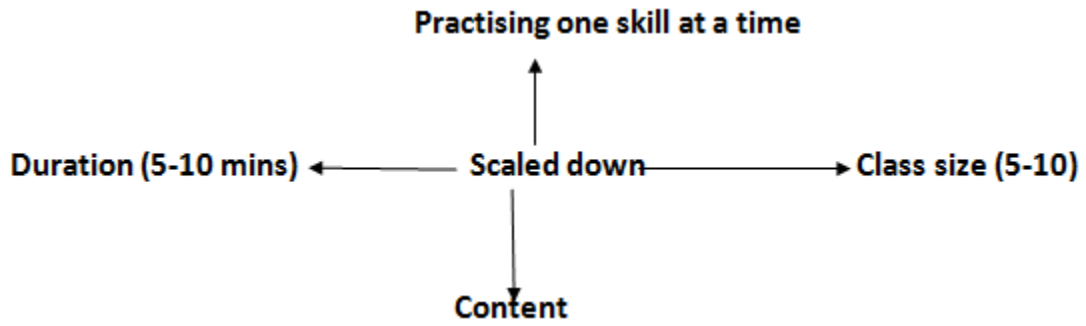 Practising one skill at a time
Duration (5-10 mins) Scaled down Class size (5-10)
Content